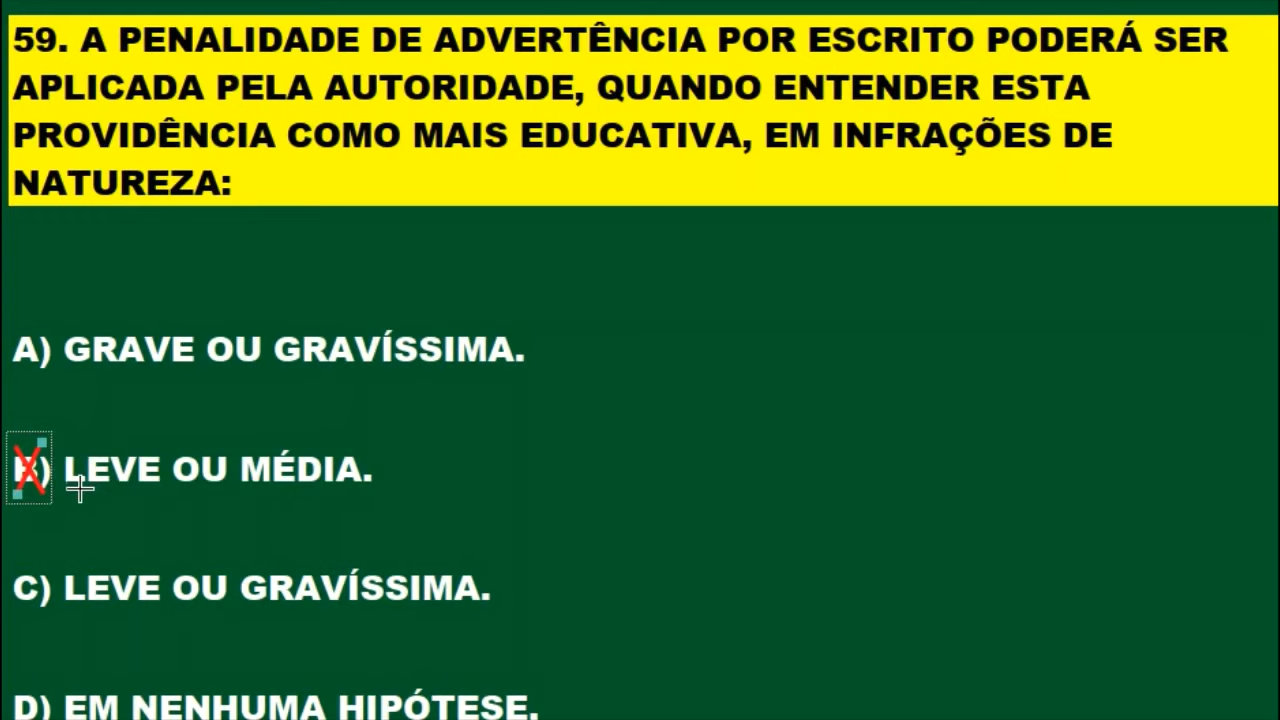 59. A PENALIDADE DE ADVERTÊNCIA POR ESCRITO PODERÁ SER
APLICADA PELA AUTORIDADE, QUANDO ENTENDER ESTA
PROVIDÊNCIA COMO MAIS EDUCATIVA, EM INFRAÇÕES DE
NATUREZA:
A) GRAVE OU GRAVÍSSIMA.
B) LEVE OU MÉDIA.
C) LEVE OU GRAVÍSSIMA.
D) EM NENHUMA HIPÓTESE.